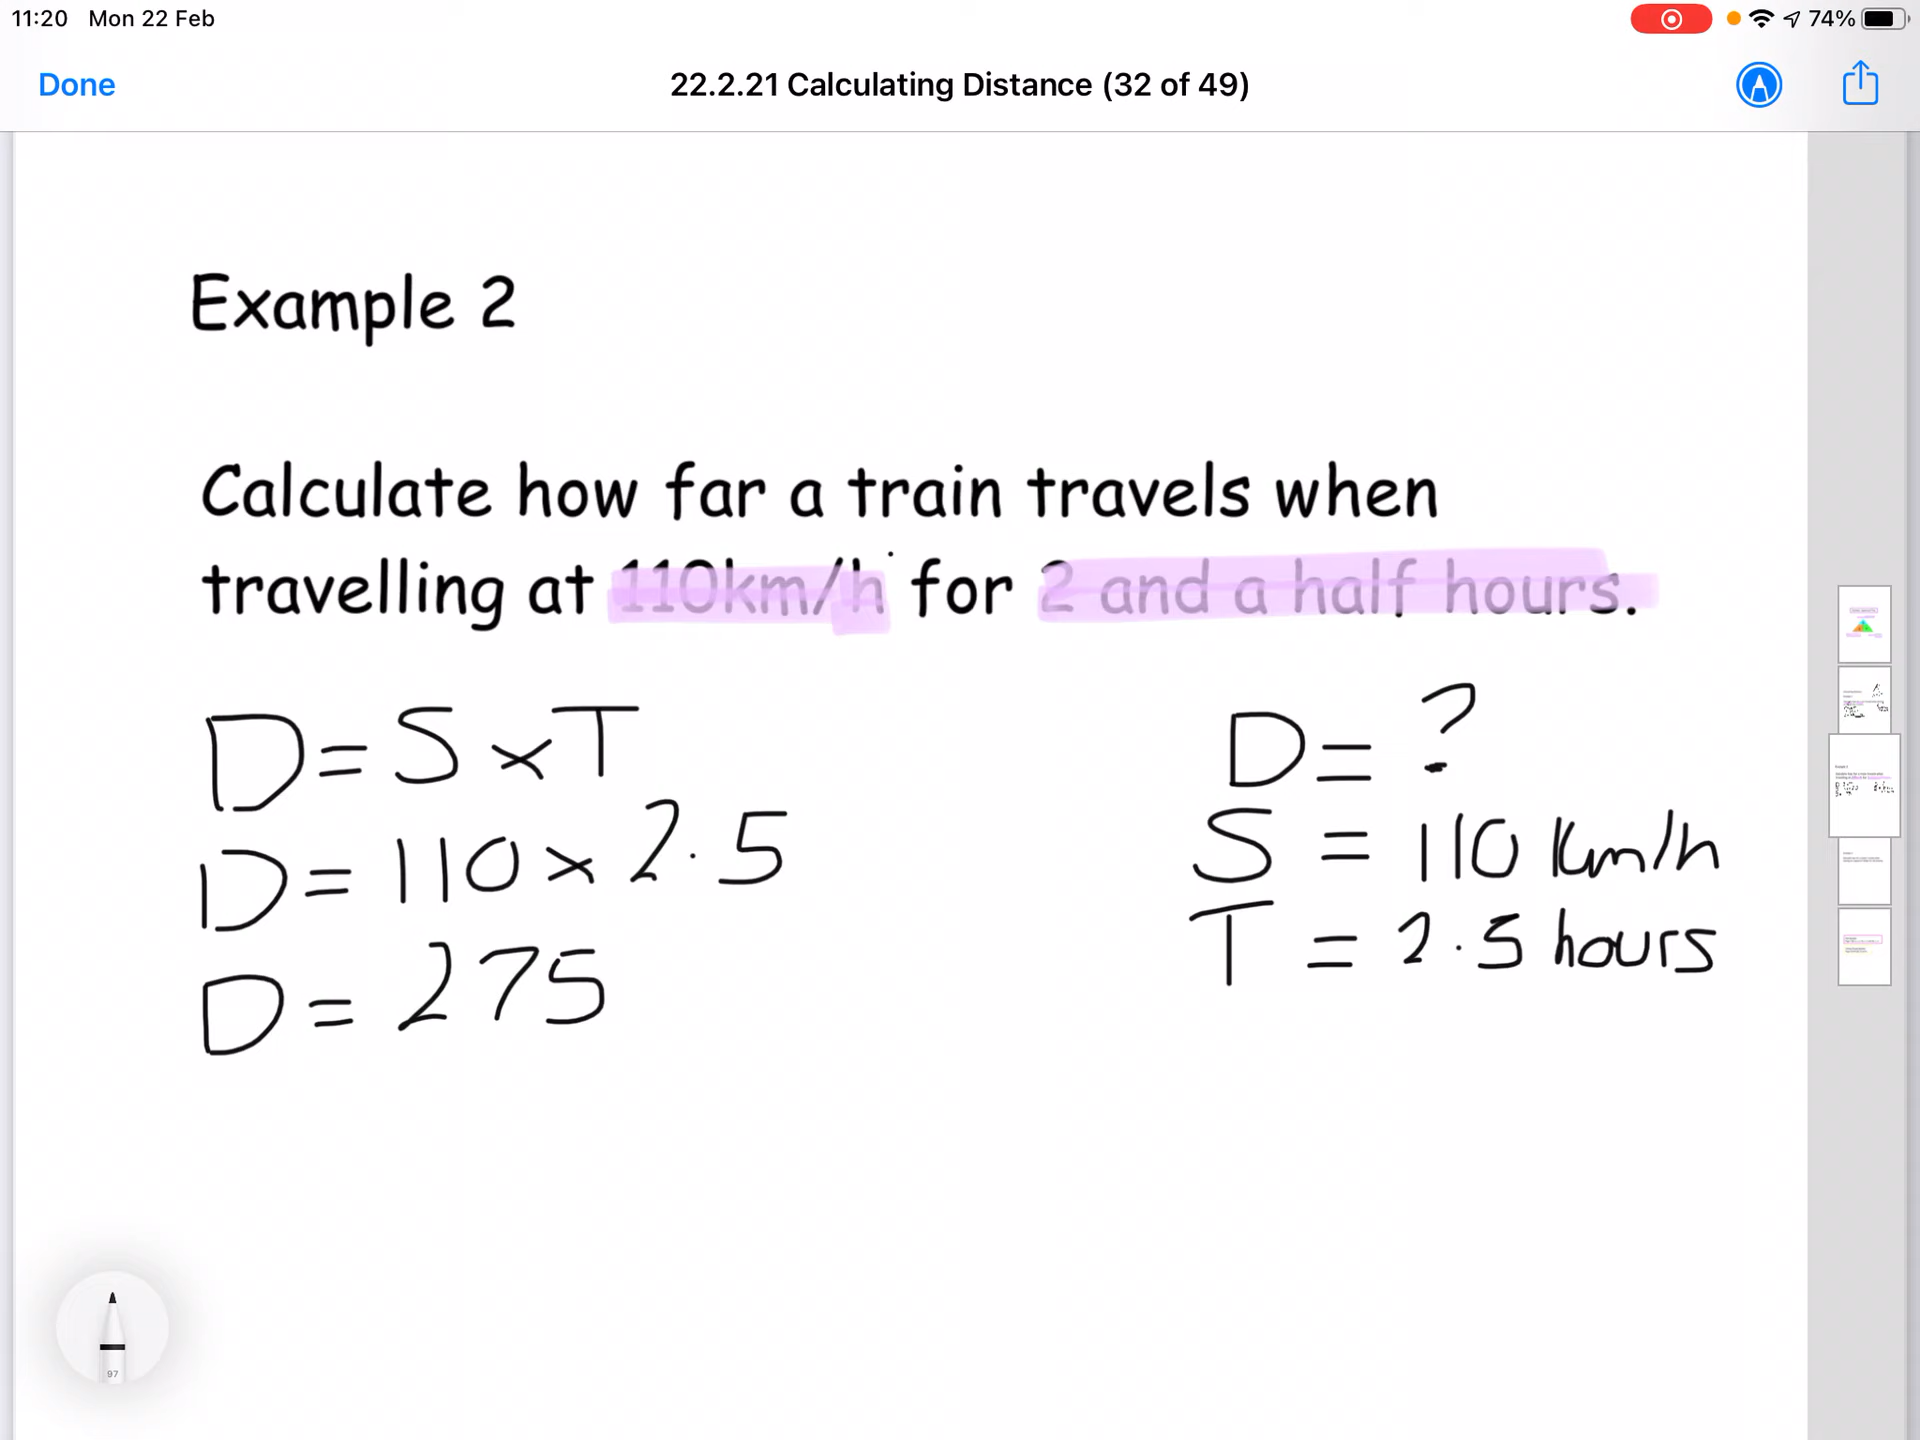 11:20 Mon 22 Feb
74%
Done
22.2.21 Calculating Distance (32 of 49)
Example 2
Calculate how far a train travels when
travelling at 110km/h for 2 and a half hours.
D = S × T
D = ?
D = 110 × 2.5
S = 110 Km/h
D = 275
T = 2.5 hours
97